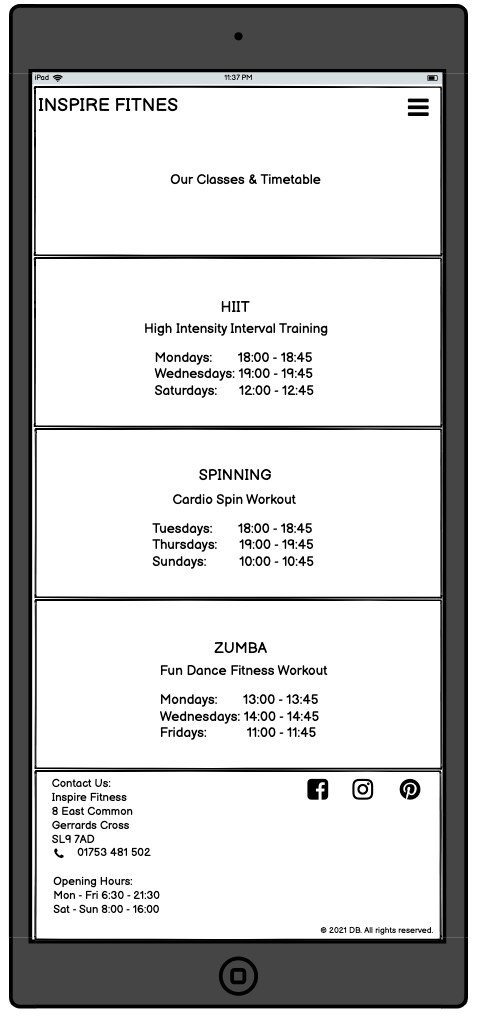 iPad 11:37 PM
INSPIRE FITNES
Our Classes & Timetable
HIIT
High Intensity Interval Training
Mondays: 18:00 - 18:45
Wednesdays: 19:00 - 19:45
Saturdays: 12:00 - 12:45
SPINNING
Cardio Spin Workout
Tuesdays: 18:00 - 18:45
Thursdays: 19:00 - 19:45
Sundays: 10:00 - 10:45
ZUMBA
Fun Dance Fitness Workout
Mondays: 13:00 - 13:45
Wednesdays: 14:00 - 14:45
Fridays: 11:00 - 11:45
Contact Us:
Inspire Fitness
8 East Common
Gerrards Cross
SL9 7AD
01753 481 502
Opening Hours:
Mon - Fri 6:30 - 21:30
Sat - Sun 8:00 - 16:00
© 2021 DB. All rights reserved.